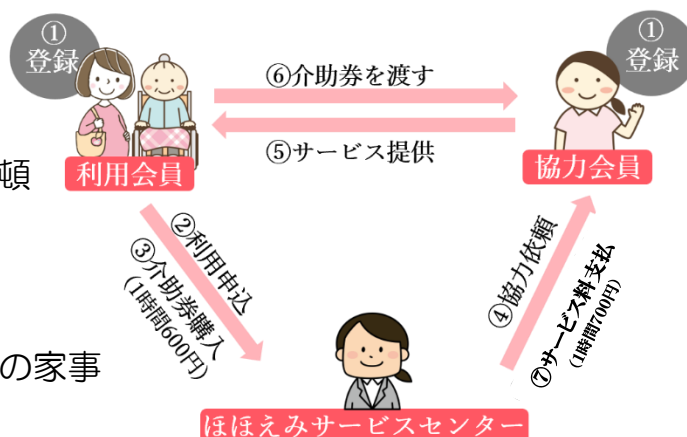 ①
登録
①
登録
⑥介助券を渡す
⑤サービス提供
頓
利用会員
協力会員
②利用申込
③介助券購入
(1時間600円)
④協力依頼
⑦サービス料支払
(1時間700円)
の家事
ほほえみサービスセンター